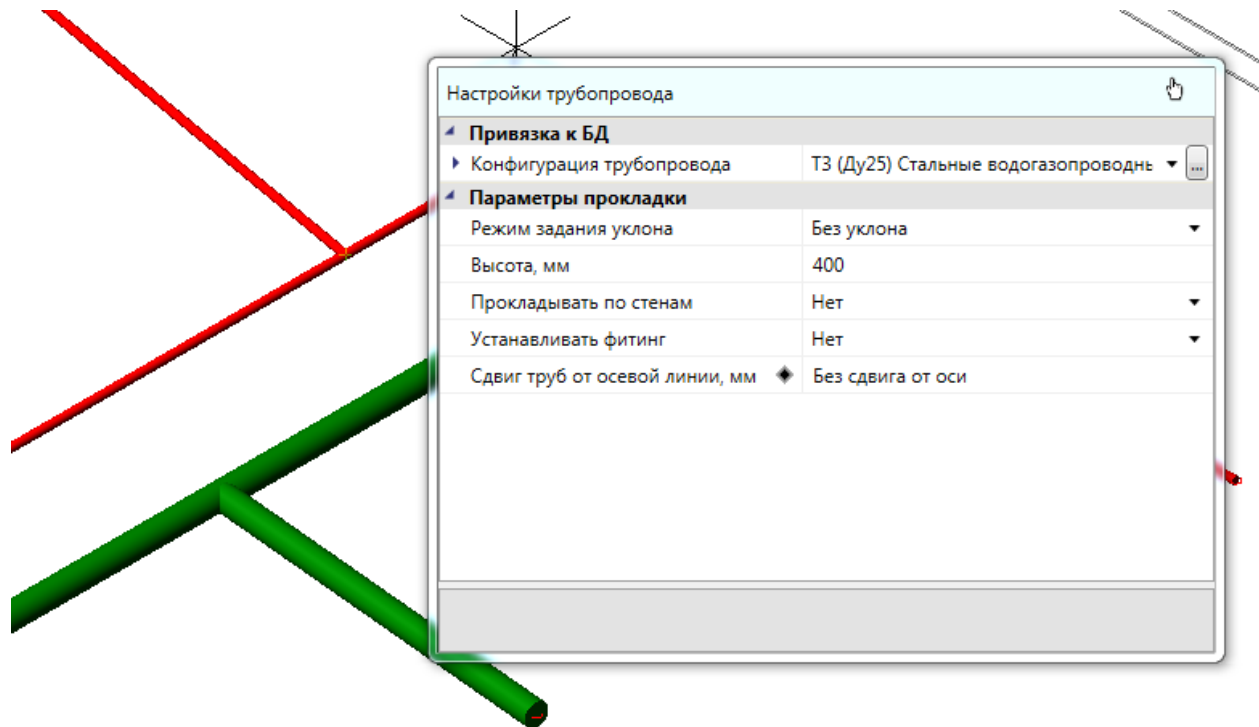 Настройки трубопровода
Привязка к БД
Конфигурация трубопровода Т3 (Ду25) Стальные водогазопроводнь ...
Параметры прокладки
Режим задания уклона Без уклона
Высота, мм 400
Прокладывать по стенам Нет
Устанавливать фитинг Нет
Сдвиг труб от осевой линии, мм Без сдвига от оси